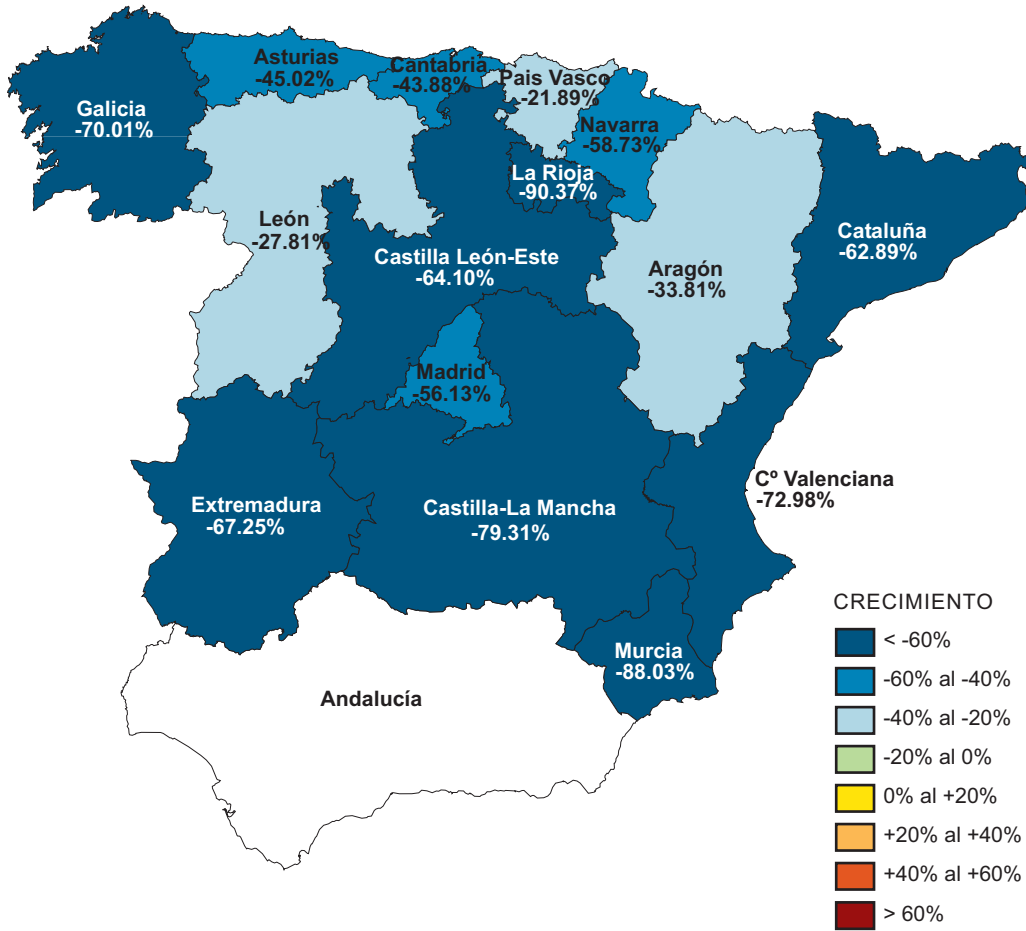 Asturias
-45.02%
Cantabria
-43.88%
Pais Vasco
-21.89%
Galicia
-70.01%
Navarra
-58.73%
La Rioja
-90.37%
León
-27.81%
Castilla León-Este
-64.10%
Cataluña
-62.89%
Aragón
-33.81%
Madrid
-56.13%
Cº Valenciana
-72.98%
Extremadura
-67.25%
Castilla-La Mancha
-79.31%
Murcia
-88.03%
Andalucía
CRECIMIENTO
< -60%
-60% al -40%
-40% al -20%
-20% al 0%
0% al +20%
+20% al +40%
+40% al +60%
> 60%